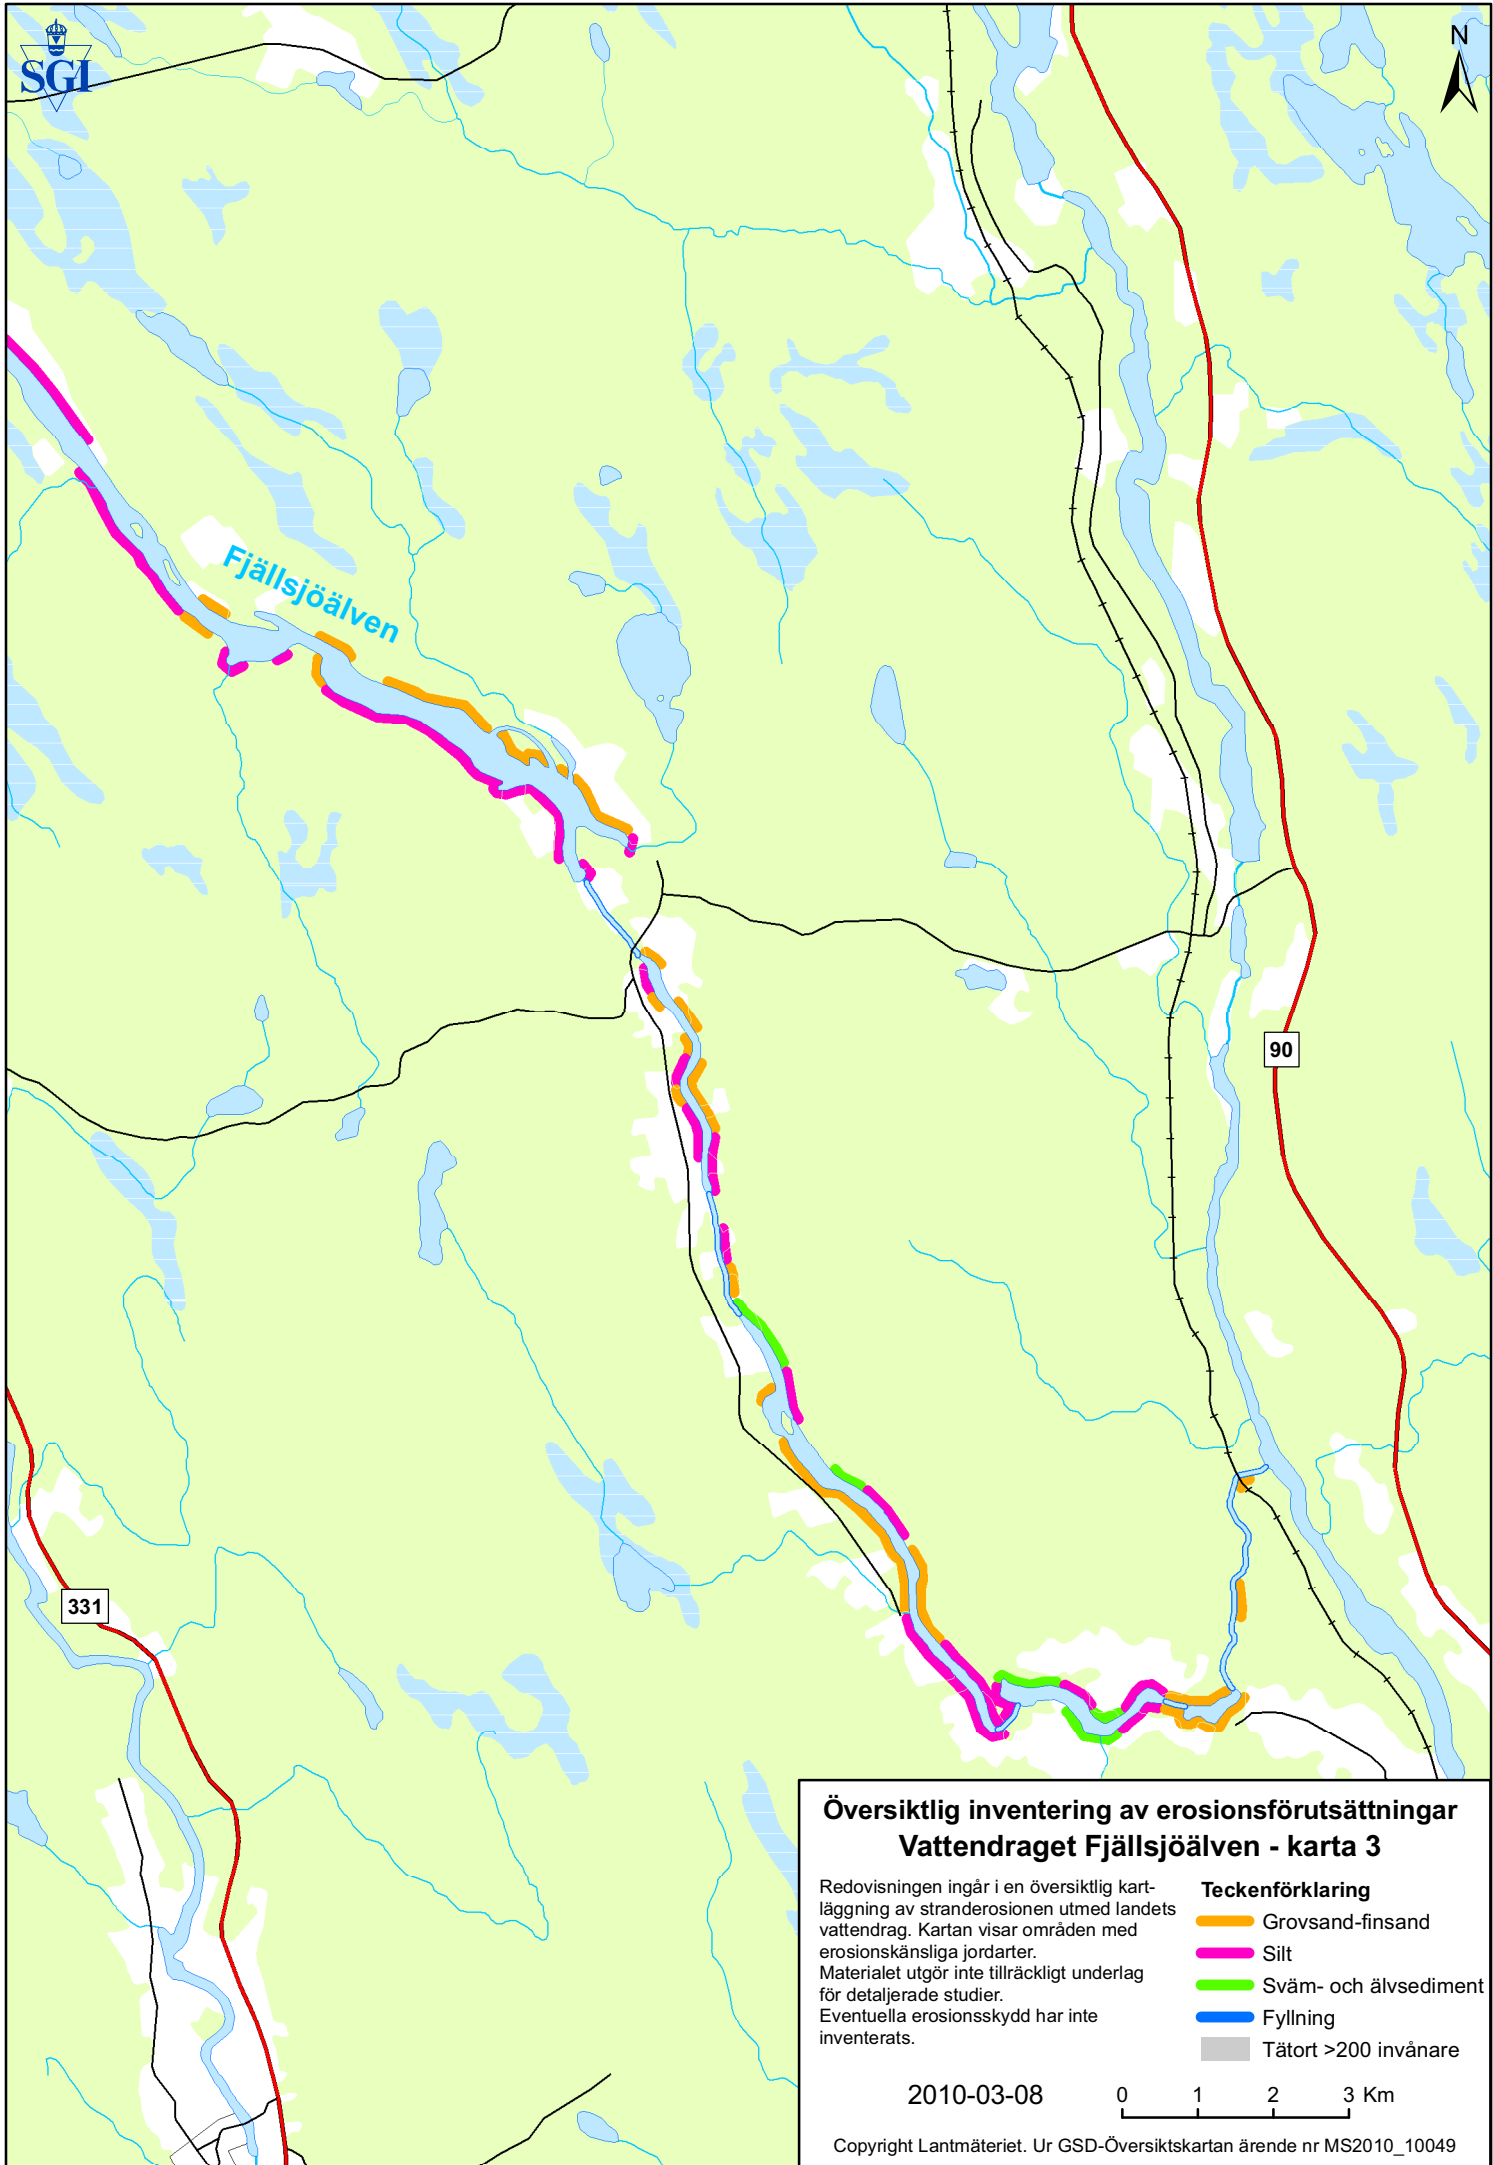 SGI
N
Fjällsjöälven
90
331
Översiktlig inventering av erosionsförutsättningar
Vattendraget Fjällsjöälven - karta 3
Redovisningen ingår i en översiktlig kart-
läggning av stranderosionen utmed landets
vattendrag. Kartan visar områden med
erosionskänsliga jordarter.
Materialet utgör inte tillräckligt underlag
för detaljerade studier.
Eventuella erosionsskydd har inte
inventerats.
Teckenförklaring
Grovsand-finsand
Silt
Sväm- och älvsediment
Fyllning
Tätort >200 invånare
2010-03-08
0 1 2 3 Km
Copyright Lantmäteriet. Ur GSD-Översiktskartan ärende nr MS2010_10049